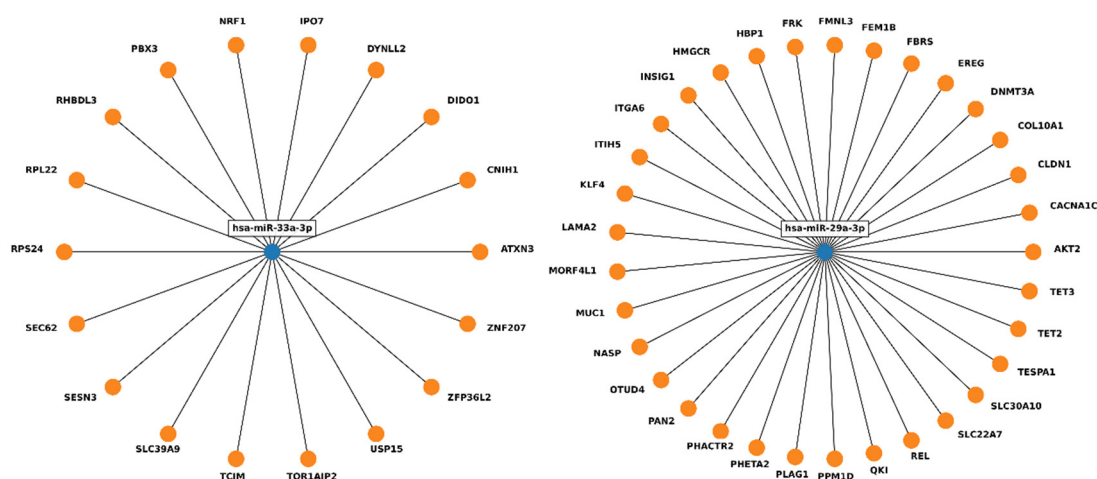 NRF1
IPO7
PBX3
DYNLL2
RHBDL3
DIDO1
RPL22
CNIH1
hsa-miR-33a-3p
RPS24
ATXN3
SEC62
ZNF207
SESN3
ZFP36L2
SLC39A9
USP15
TCIM
TOR1AIP2
FRK
FMNL3
HBP1
FEM1B
HMGCR
FBRS
INSIG1
EREG
ITGA6
DNMT3A
ITIH5
COL10A1
KLF4
CLDN1
LAMA2
CACNA1C
hsa-miR-29a-3p
AKT2
MORF4L1
TET3
MUC1
TET2
NASP
TESPA1
OTUD4
SLC30A10
PAN2
SLC22A7
PHACTR2
REL
PHETA2
QKI
PLAG1
PPM1D